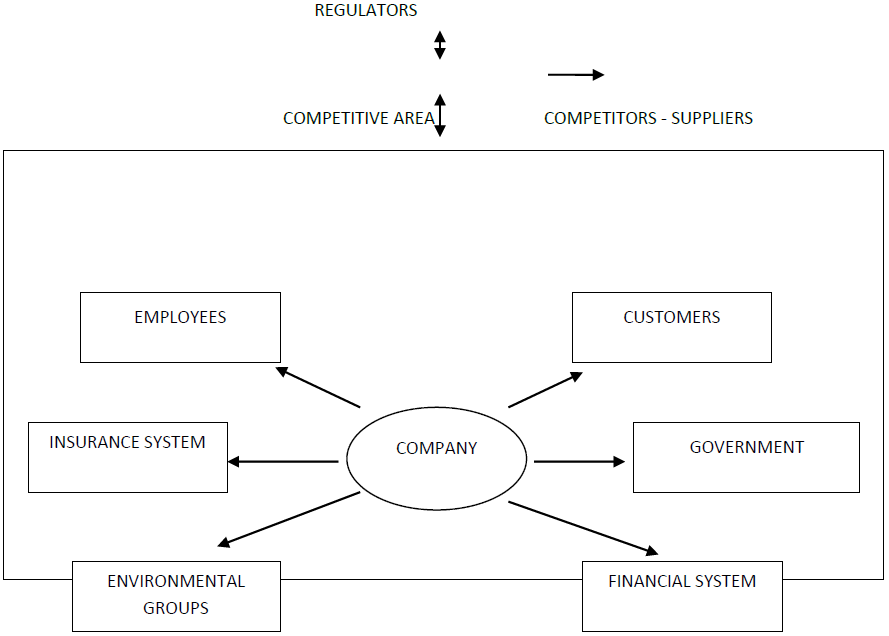 REGULATORS
COMPETITIVE AREA
COMPETITORS - SUPPLIERS
EMPLOYEES
CUSTOMERS
INSURANCE SYSTEM
COMPANY
GOVERNMENT
ENVIRONMENTAL
GROUPS
FINANCIAL SYSTEM